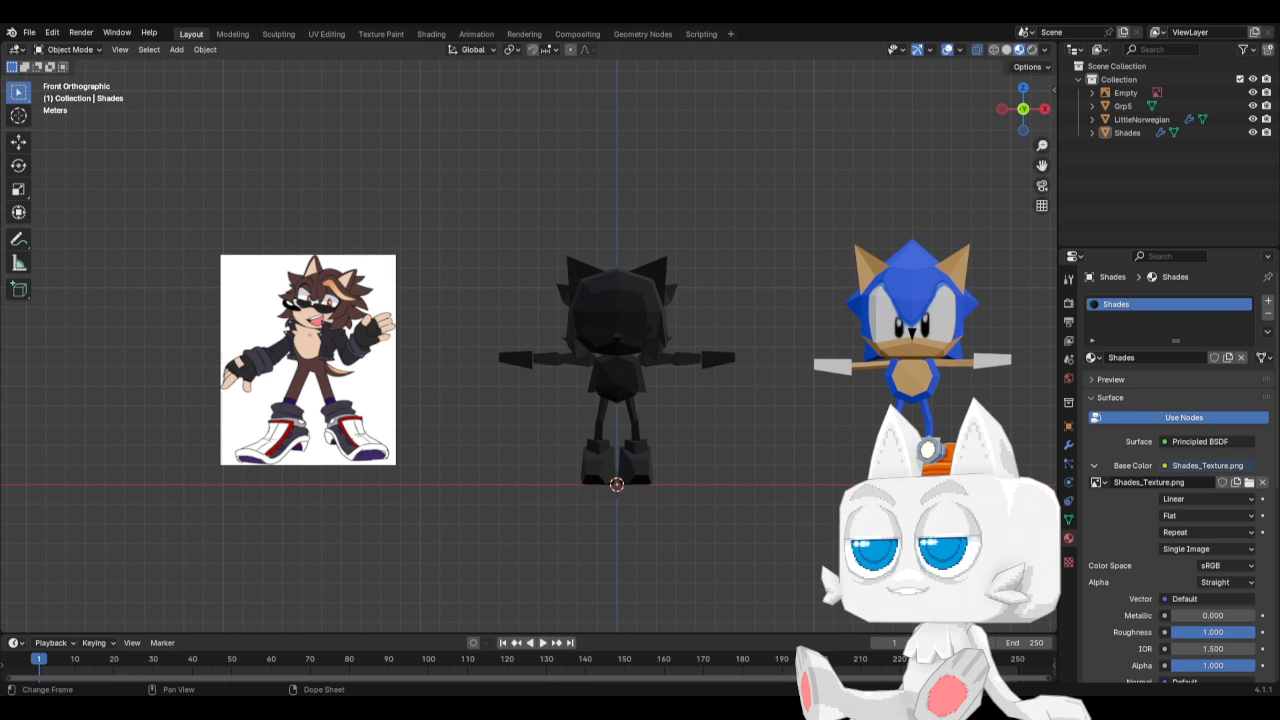 File Edit Render Window Help Layout Modeling Sculpting UV Editing Texture Paint Shading Animation Rendering Compositing Geometry Nodes Scripting + Scene ViewLayer
Object Mode View Select Add Object Global Search
Options
Front Orthographic
(1) Collection | Shades
Meters
Z
Y
X
Scene Collection
Collection
Empty
Grp5
LittleNorwegian
Shades
Search
Shades > Shades
Shades
Shades
Preview
Surface
Use Nodes
Surface Principled BSDF
Base Color Shades_Texture.png
Shades_Texture.png
Linear
Flat
Repeat
Single Image
Color Space sRGB
Alpha Straight
Vector Default
Metallic 0.000
Roughness 1.000
IOR 1.500
Alpha 1.000
Normal Default
Playback Keying View Marker 1 End 250
1 10 20 30 40 50 60 70 80 90 100 110 120 130 140 150 160 170 180 190 200 210 250
Change Frame Pan View Dope Sheet 4.1.1